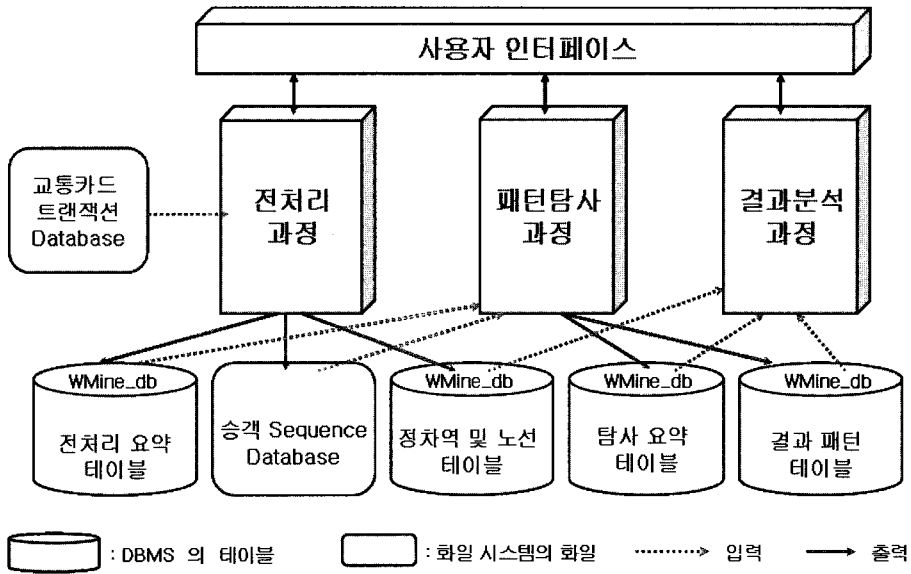 사용자 인터페이스
교통카드
트랜잭션
Database
전처리
과정
패턴탐사
과정
결과분석
과정
WMine_db
전처리 요약
테이블
승객 Sequence
Database
WMine_db
정차역 및 노선
테이블
WMine_db
탐사 요약
테이블
WMine_db
결과 패턴
테이블
: DBMS 의 테이블
: 화일 시스템의 화일
입력
출력